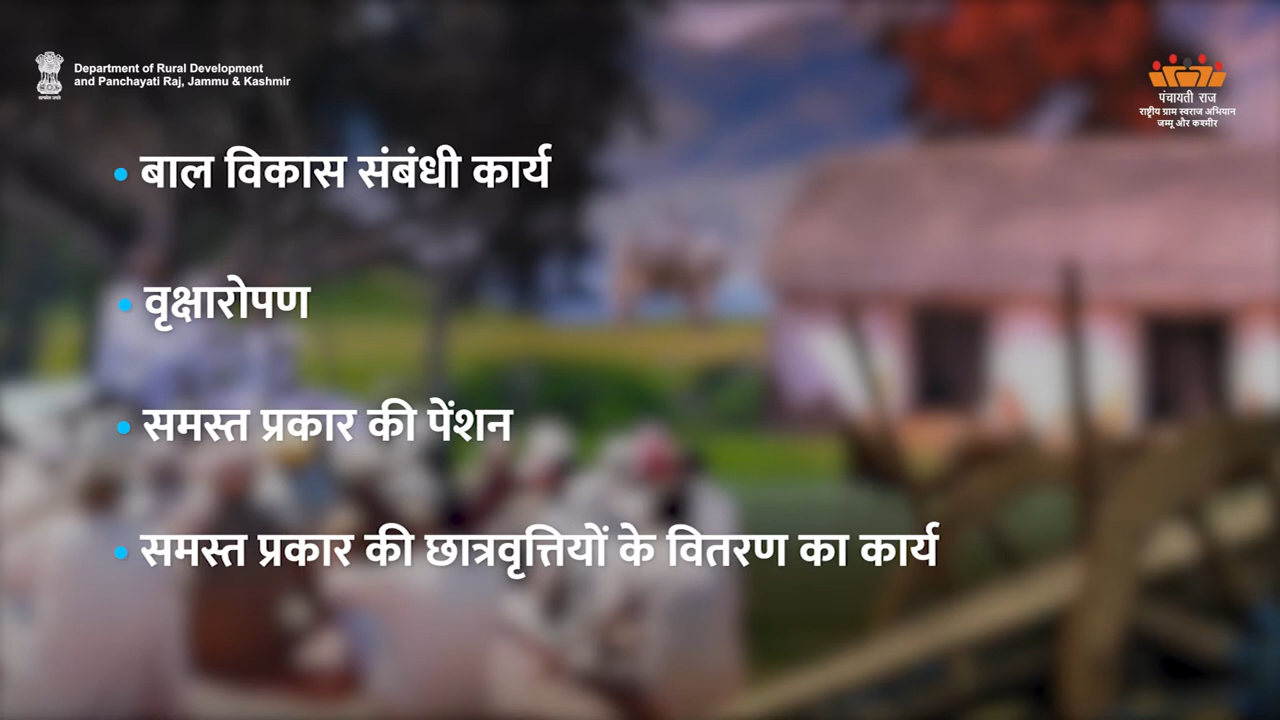 Department of Rural Development
and Panchayati Raj, Jammu & Kashmir
पंचायती राज
राष्ट्रीय ग्राम स्वराज अभियान
जम्मू और कश्मीर
• बाल विकास संबंधी कार्य
• वृक्षारोपण
• समस्त प्रकार की पेंशन
• समस्त प्रकार की छात्रवृत्तियों के वितरण का कार्य